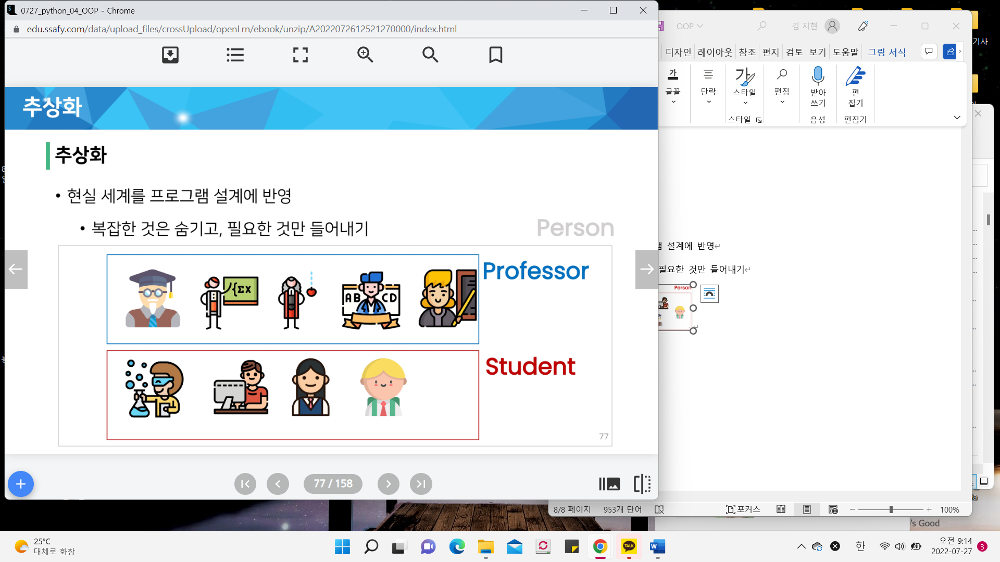 0727_python_04_OOP - Chrome
edu.ssafy.com/data/upload_files/crossUpload/openLrn/ebook/unzip/A2022072612521270000/index.html
추상화
추상화
• 현실 세계를 프로그램 설계에 반영
• 복잡한 것은 숨기고, 필요한 것만 들어내기
Person
Professor
ΣX
AB CD
Student
77
77 / 158
OOP
김 지현
디자인 레이아웃 참조 편지 검토 보기 도움말 그림 서식
가
글꼴
단락
가
스타일
편집
받아
쓰기
편
집기
스타일
음성
편집기
설계에 반영
필요한 것만 들어내기
Person
8/8 페이지 953개 단어
포커스
100%
's Good
기사
25°C
대체로 화창
TALK
W
한
오전 9:14
2022-07-27
3